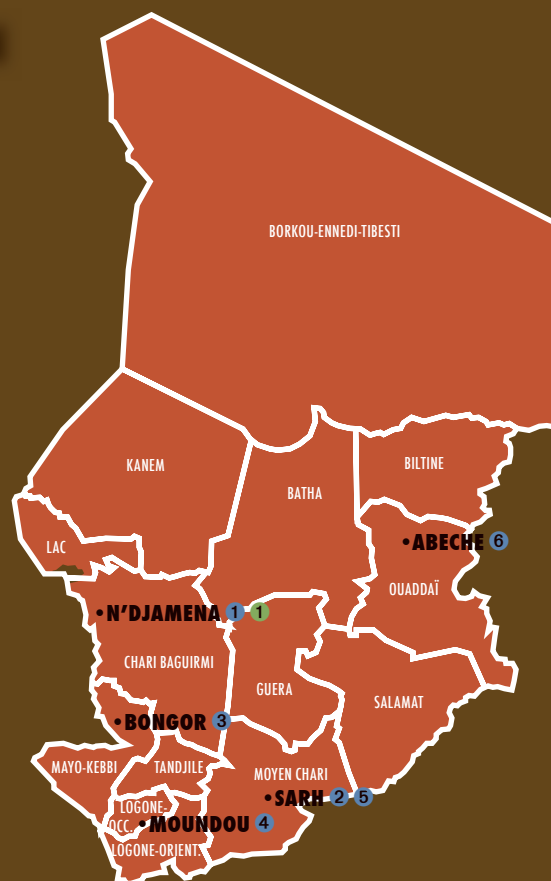 BORKOU-ENNEDI-TIBESTI
KANEM
BATHA
BILTINE
LAC
•ABECHE 6
OUADDAÏ
•N'DJAMENA 1 1
CHARI BAGUIRMI
GUERA
SALAMAT
•BONGOR 3
MAYO-KEBBI
TANDJILE
MOYEN CHARI
•SARH 2 5
LOGONE-
OCC.
•MOUNDOU 4
LOGONE-ORIENT.